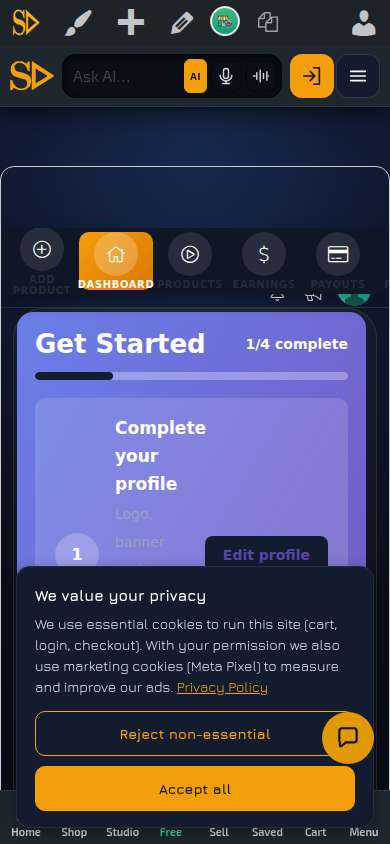 SD
SD
Ask AI...
AI
ADD PRODUCT
DASHBOARD
PRODUCTS
EARNINGS
PAYOUTS
Get Started
1/4 complete
Complete
your
profile
Logo,
banner
1
Edit profile
We value your privacy
We use essential cookies to run this site (cart,
login, checkout). With your permission we also
use marketing cookies (Meta Pixel) to measure
and improve our ads. Privacy Policy
Reject non-essential
Accept all
Home Shop Studio Free Sell Saved Cart Menu